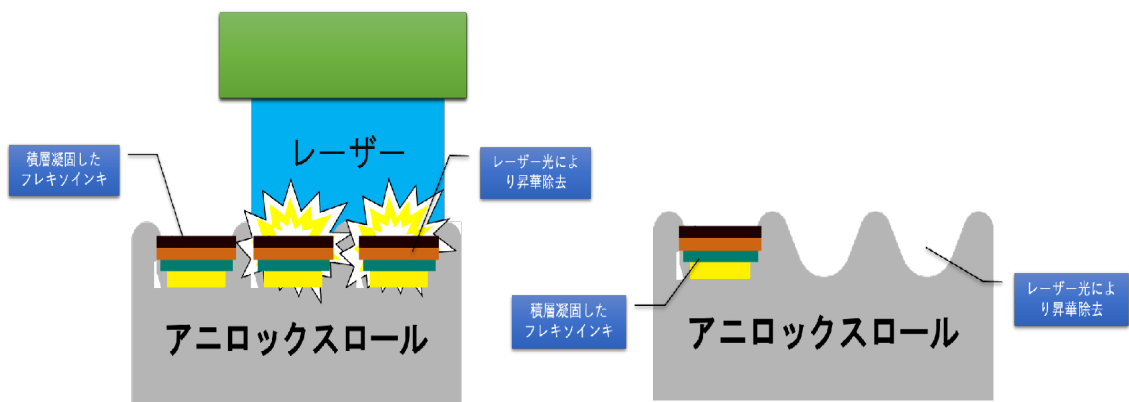 レーザー
積層凝固した
フレキソインキ
レーザー光によ
り昇華除去
アニロックスロール
積層凝固した
フレキソインキ
レーザー光によ
り昇華除去
アニロックスロール